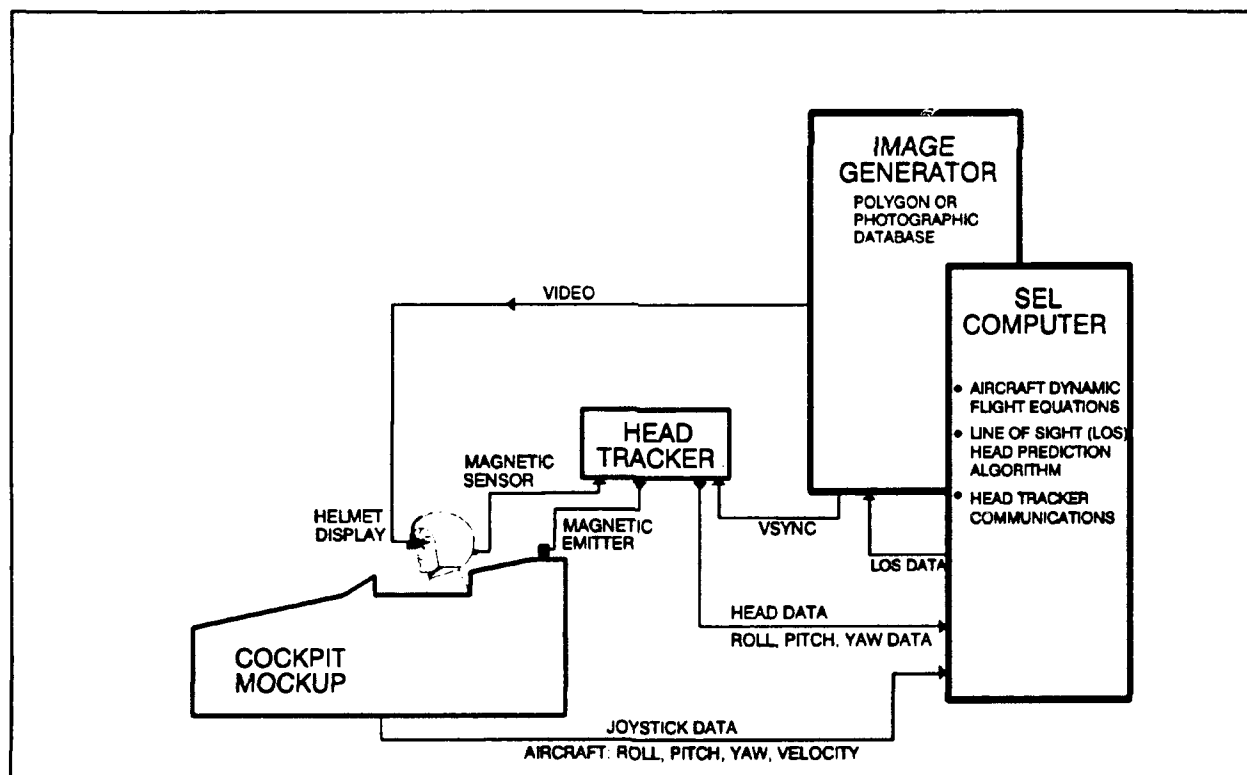 IMAGE
GENERATOR
POLYGON OR
PHOTOGRAPHIC
DATABASE
SEL
COMPUTER
• AIRCRAFT DYNAMIC
FLIGHT EQUATIONS
• LINE OF SIGHT (LOS)
HEAD PREDICTION
ALGORITHM
• HEAD TRACKER
COMMUNICATIONS
VIDEO
HEAD
TRACKER
MAGNETIC
SENSOR
HELMET
DISPLAY
MAGNETIC
EMITTER
VSYNC
LOS DATA
HEAD DATA
ROLL, PITCH, YAW DATA
COCKPIT
MOCKUP
JOYSTICK DATA
AIRCRAFT: ROLL, PITCH, YAW, VELOCITY